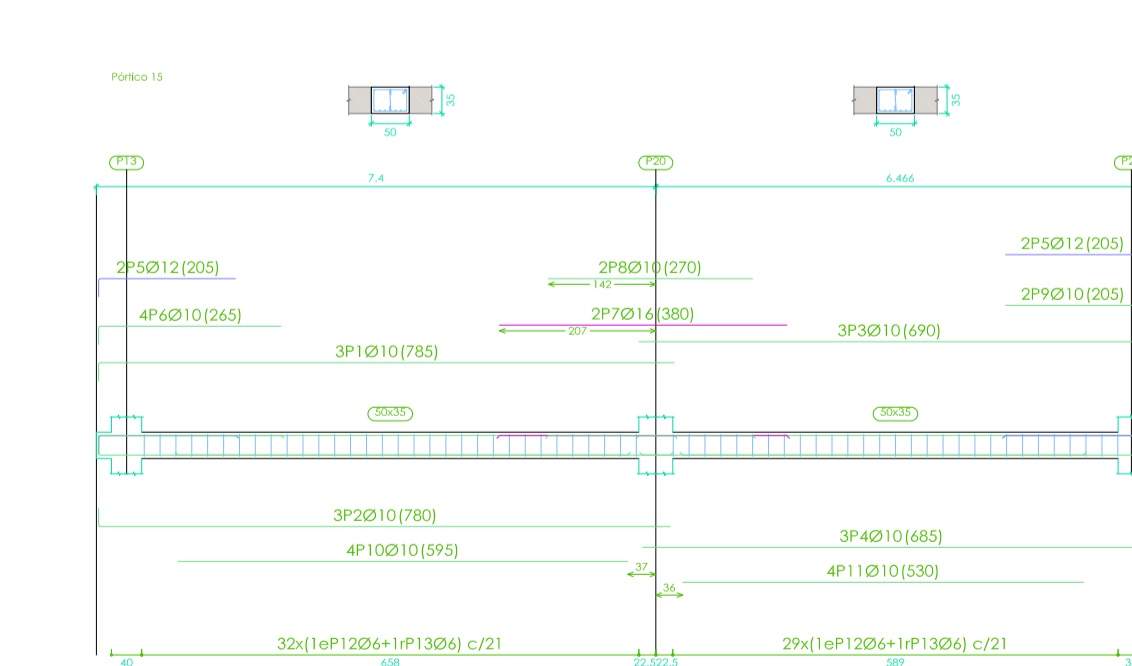 Pórtico 15
35
35
50
50
P13
P20
7.4
6.466
2P5Ø12 (205)
2P5Ø12 (205)
2P8Ø10 (270)
142
2P9Ø10 (205)
4P6Ø10 (265)
2P7Ø16 (380)
207
3P3Ø10 (690)
3P1Ø10 (785)
50x35
50x35
3P2Ø10 (780)
3P4Ø10 (685)
4P10Ø10 (595)
37
4P11Ø10 (530)
36
32x(1eP12Ø6+1rP13Ø6) c/21
29x(1eP12Ø6+1rP13Ø6) c/21
40
658
22.5
22.5
589